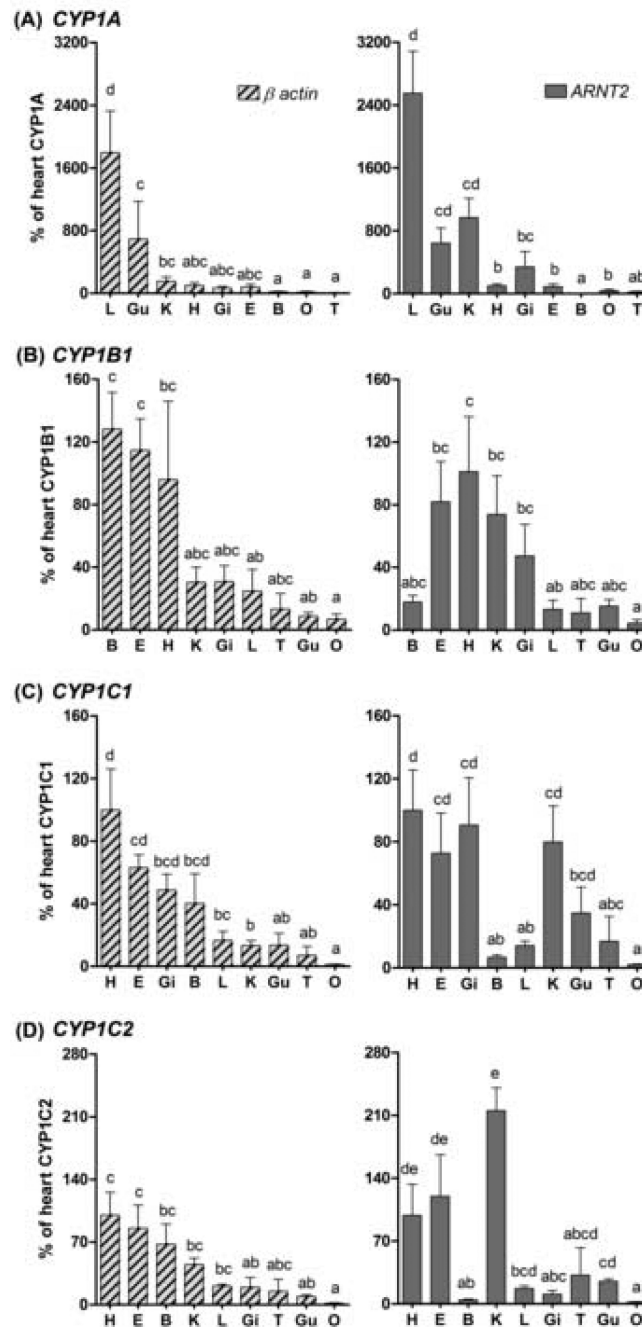 (A) CYP1A
3200
2400
1600
800
0
% of heart CYP1A
β actin
d
c
bc
abc
abc
abc
a
a
a
L Gu K H Gi E B O T
3200
2400
1600
800
0
ARNT2
d
cd
cd
b
bc
b
a
b
ab
L Gu K H Gi E B O T
(B) CYP1B1
160
120
80
40
0
% of heart CYP1B1
c
c
bc
abc
abc
ab
abc
ab
a
B E H K Gi L T Gu O
160
120
80
40
0
abc
bc
c
bc
bc
ab
abc
abc
a
B E H K Gi L T Gu O
(C) CYP1C1
160
120
80
40
0
% of heart CYP1C1
d
cd
bcd
bcd
bc
b
ab
ab
a
H E Gi B L K Gu T O
160
120
80
40
0
d
cd
cd
ab
ab
cd
bcd
abc
a
H E Gi B L K Gu T O
(D) CYP1C2
280
210
140
70
0
% of heart CYP1C2
c
c
bc
bc
bc
ab
abc
ab
a
H E B K L Gi T Gu O
280
210
140
70
0
de
de
ab
e
bcd
abc
abcd
cd
a
H E B K L Gi T Gu O